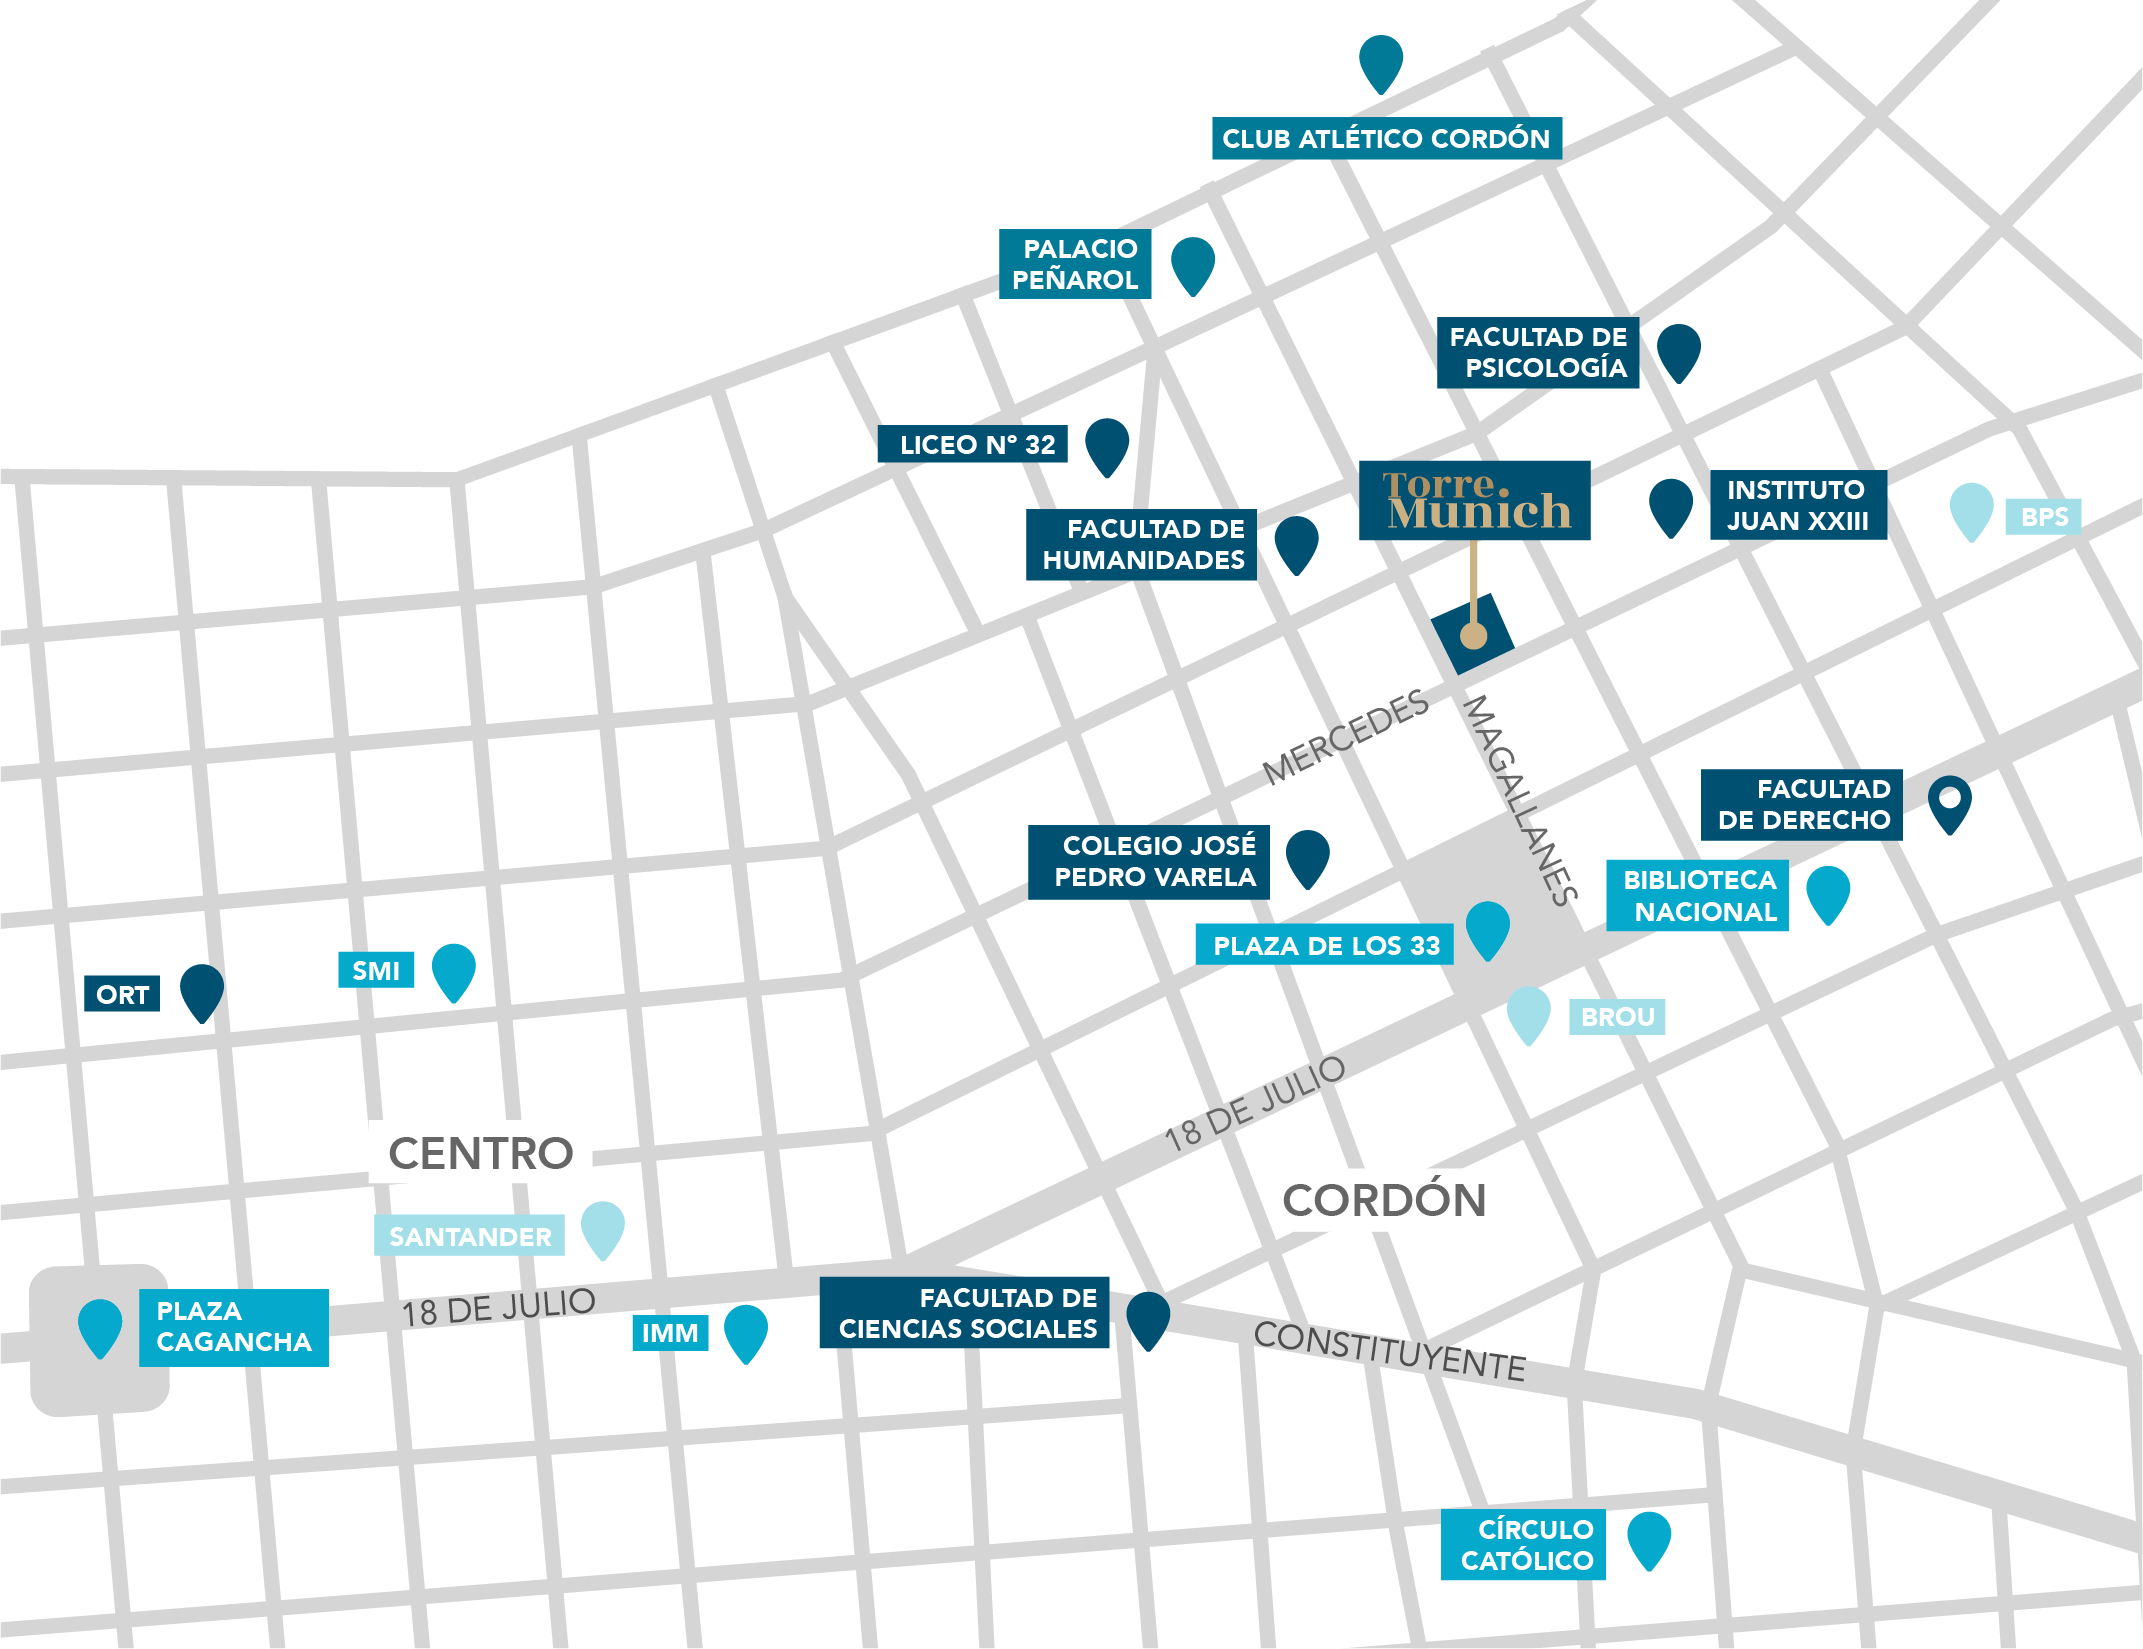 CLUB ATLÉTICO CORDÓN
PALACIO
PEÑAROL
FACULTAD DE
PSICOLOGÍA
LICEO Nº 32
Torre
Munich
INSTITUTO
JUAN XXIII
BPS
FACULTAD DE
HUMANIDADES
MERCEDES
MAGALLANES
FACULTAD
DE DERECHO
COLEGIO JOSÉ
PEDRO VARELA
BIBLIOTECA
NACIONAL
PLAZA DE LOS 33
SMI
ORT
BROU
18 DE JULIO
CENTRO
CORDÓN
SANTANDER
18 DE JULIO
PLAZA
CAGANCHA
IMM
FACULTAD DE
CIENCIAS SOCIALES
CONSTITUYENTE
CÍRCULO
CATÓLICO